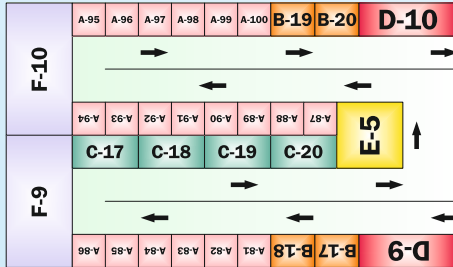 A-95 A-96 A-97 A-98 A-99 A-100 B-19 B-20 D-10
F-10
A-94 A-93 A-92 A-91 A-90 A-89 A-88 A-87 E-5
C-17 C-18 C-19 C-20
F-9
A-86 A-85 A-84 A-83 A-82 A-81 B-18 B-17 D-9